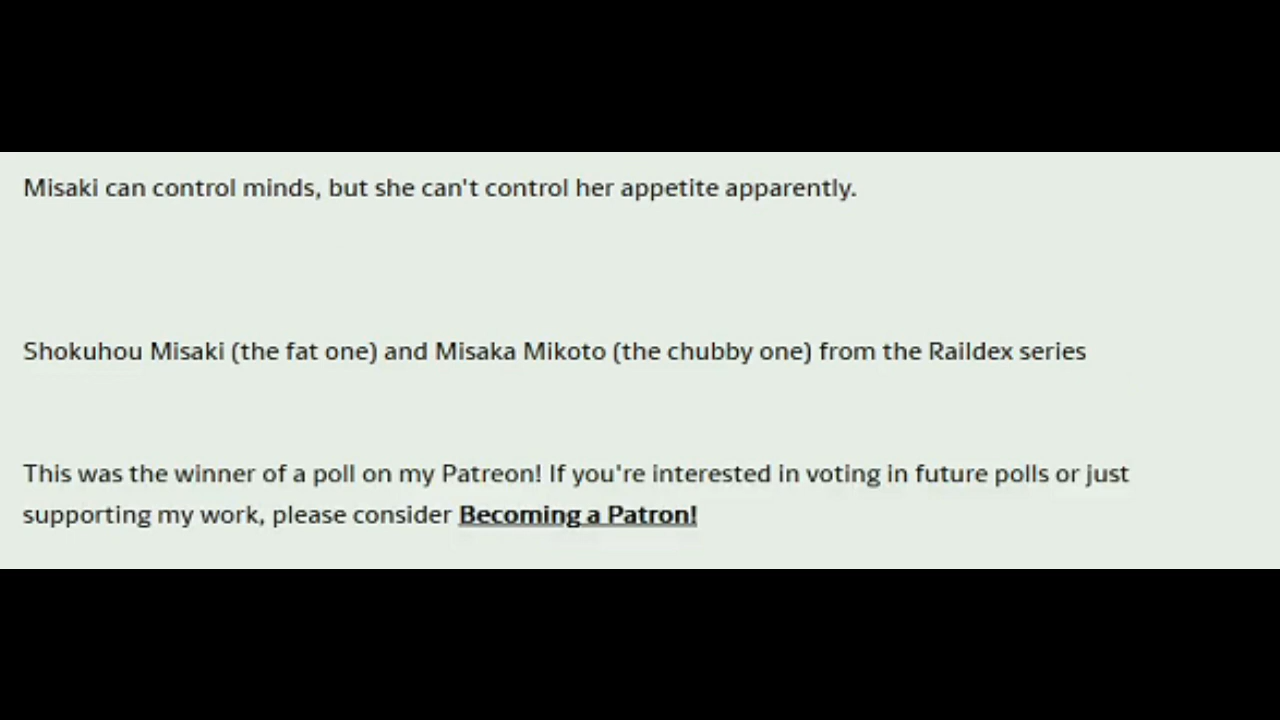 Misaki can control minds, but she can't control her appetite apparently.
Shokuhou Misaki (the fat one) and Misaka Mikoto (the chubby one) from the Raildex series
This was the winner of a poll on my Patreon! If you're interested in voting in future polls or just
supporting my work, please consider Becoming a Patron!